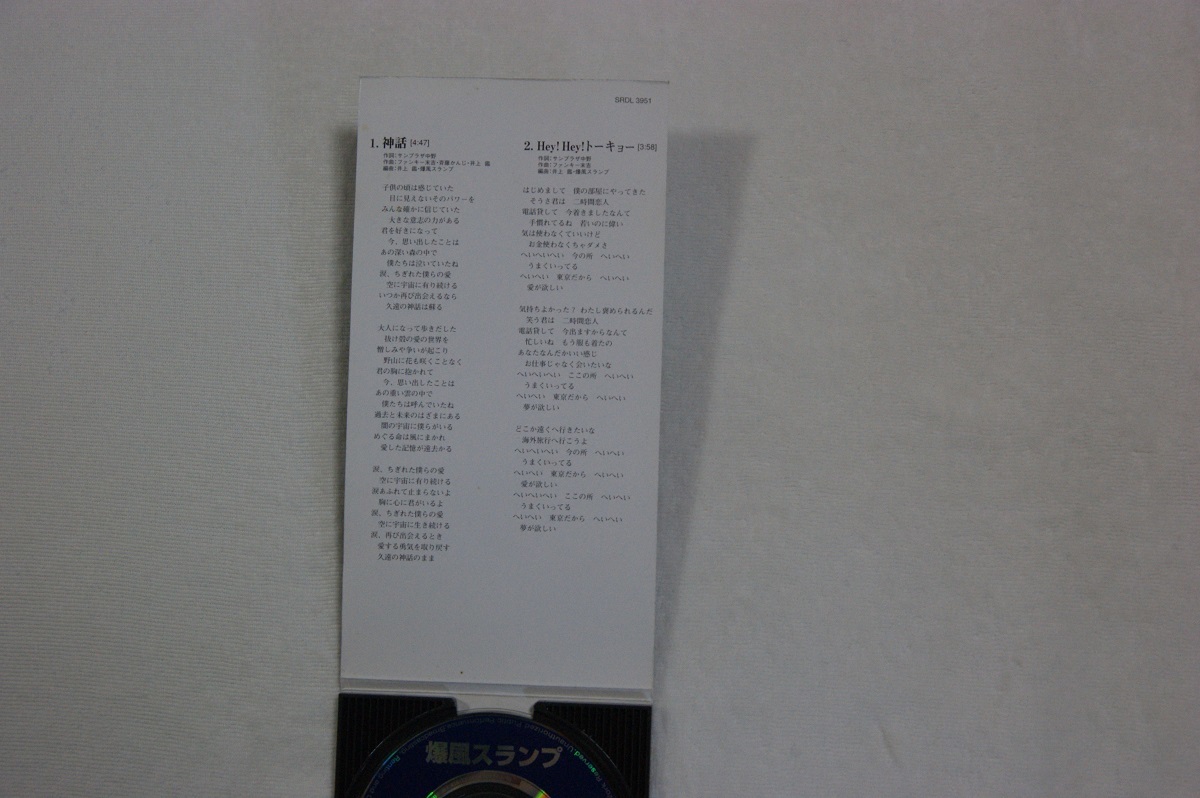 SRDL 3951
1. 神話 [4:47]
作詞：サンプラザ中野
作曲：ファンキー末吉・斎藤かんじ・井上 鑑
編曲：井上 鑑・爆風スランプ
子供の頃は感じていた
目に見えないそのパワーを
みんな確かに信じていた
大きな意志の力がある
君を好きになって
今、思い出したことは
あの深い森の中で
僕たちは泣いていたね
涙、ちぎれた僕らの愛
空に宇宙に有り続ける
いつか再び出会えるなら
久遠の神話は蘇る
大人になって歩きだした
抜け殻の愛の世界を
憎しみや争いが起こり
野山に花も咲くことなく
君の胸に抱かれて
今、思い出したことは
あの重い雲の中で
僕たちは呼んでいたね
過去と未来のはざまにある
闇の宇宙に僕らがいる
めぐる命は風にまかれ
愛した記憶が遠去かる
涙、ちぎれた僕らの愛
空に宇宙に有り続ける
涙あふれて止まらないよ
胸に心に君がいるよ
涙、ちぎれた僕らの愛
空に宇宙に生き続ける
涙、再び出会えるとき
愛する勇気を取り戻す
久遠の神話のまま
2. Hey! Hey!トーキョー [3:58]
作詞：サンプラザ中野
作曲：ファンキー末吉
編曲：井上 鑑・爆風スランプ
はじめまして 僕の部屋にやってきた
そうさ君は 二時間恋人
電話貸して 今着きましたなんて
手慣れてるね 若いのに偉い
気は使わなくていいけど
お金使わなくちゃダメさ
へいへいへい 今の所 へいへい
うまくいってる
へいへい 東京だから へいへい
愛が欲しい
気持ちよかった？ わたし褒められるんだ
笑う君は 二時間恋人
電話貸して 今出ますからなんて
忙しいね もう服も着たの
あなたなんだかいい感じ
お仕事じゃなく会いたいな
へいへいへい ここの所 へいへい
うまくいってる
へいへい 東京だから へいへい
夢が欲しい
どこか遠くへ行きたいな
海外旅行へ行こうよ
へいへいへい 今の所 へいへい
うまくいってる
へいへい 東京だから へいへい
愛が欲しい
へいへいへい ここの所 へいへい
うまくいってる
へいへい 東京だから へいへい
夢が欲しい
爆風スランプ